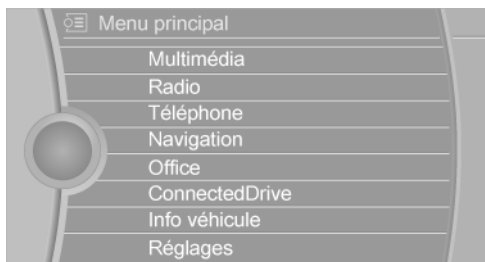 Menu principal
Multimédia
Radio
Téléphone
Navigation
Office
ConnectedDrive
Info véhicule
Réglages